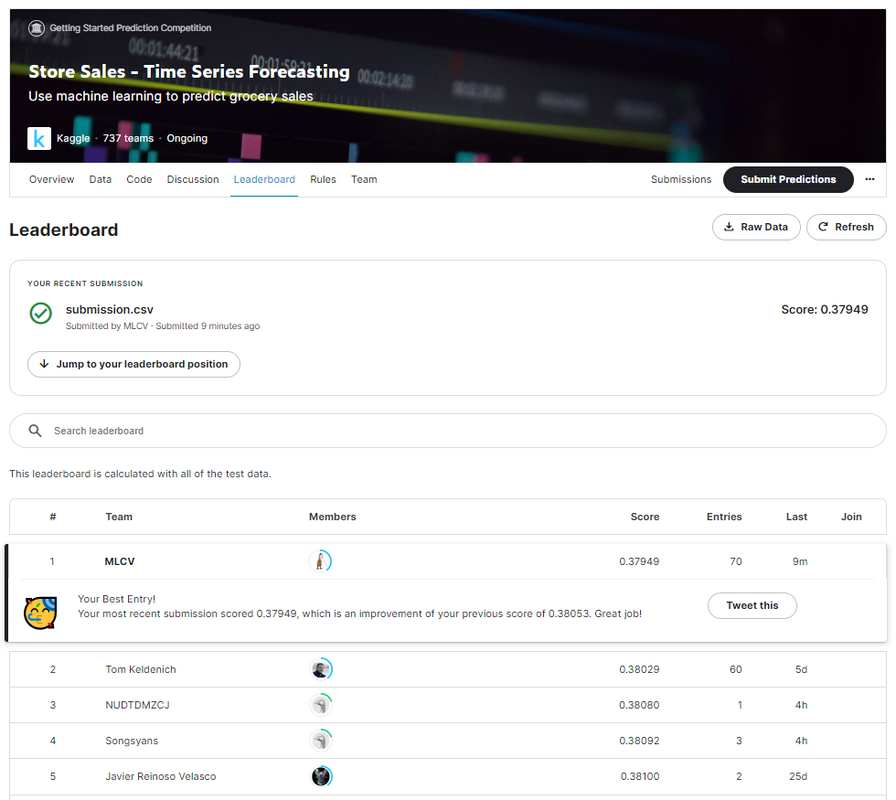 Getting Started Prediction Competition
00:01:44:21
00:01:59:21
00:02:14:20
Store Sales - Time Series Forecasting
Use machine learning to predict grocery sales
k Kaggle · 737 teams · Ongoing
Overview Data Code Discussion Leaderboard Rules Team Submissions Submit Predictions ...
Leaderboard Raw Data Refresh
YOUR RECENT SUBMISSION
submission.csv Score: 0.37949
Submitted by MLCV · Submitted 9 minutes ago
Jump to your leaderboard position
Search leaderboard
This leaderboard is calculated with all of the test data.
# Team Members Score Entries Last Join
1 MLCV 0.37949 70 9m
Your Best Entry!
Your most recent submission scored 0.37949, which is an improvement of your previous score of 0.38053. Great job! Tweet this
2 Tom Keldenich 0.38029 60 5d
3 NUDTDMZCJ 0.38080 1 4h
4 Songsyans 0.38092 3 4h
5 Javier Reinoso Velasco 0.38100 2 25d